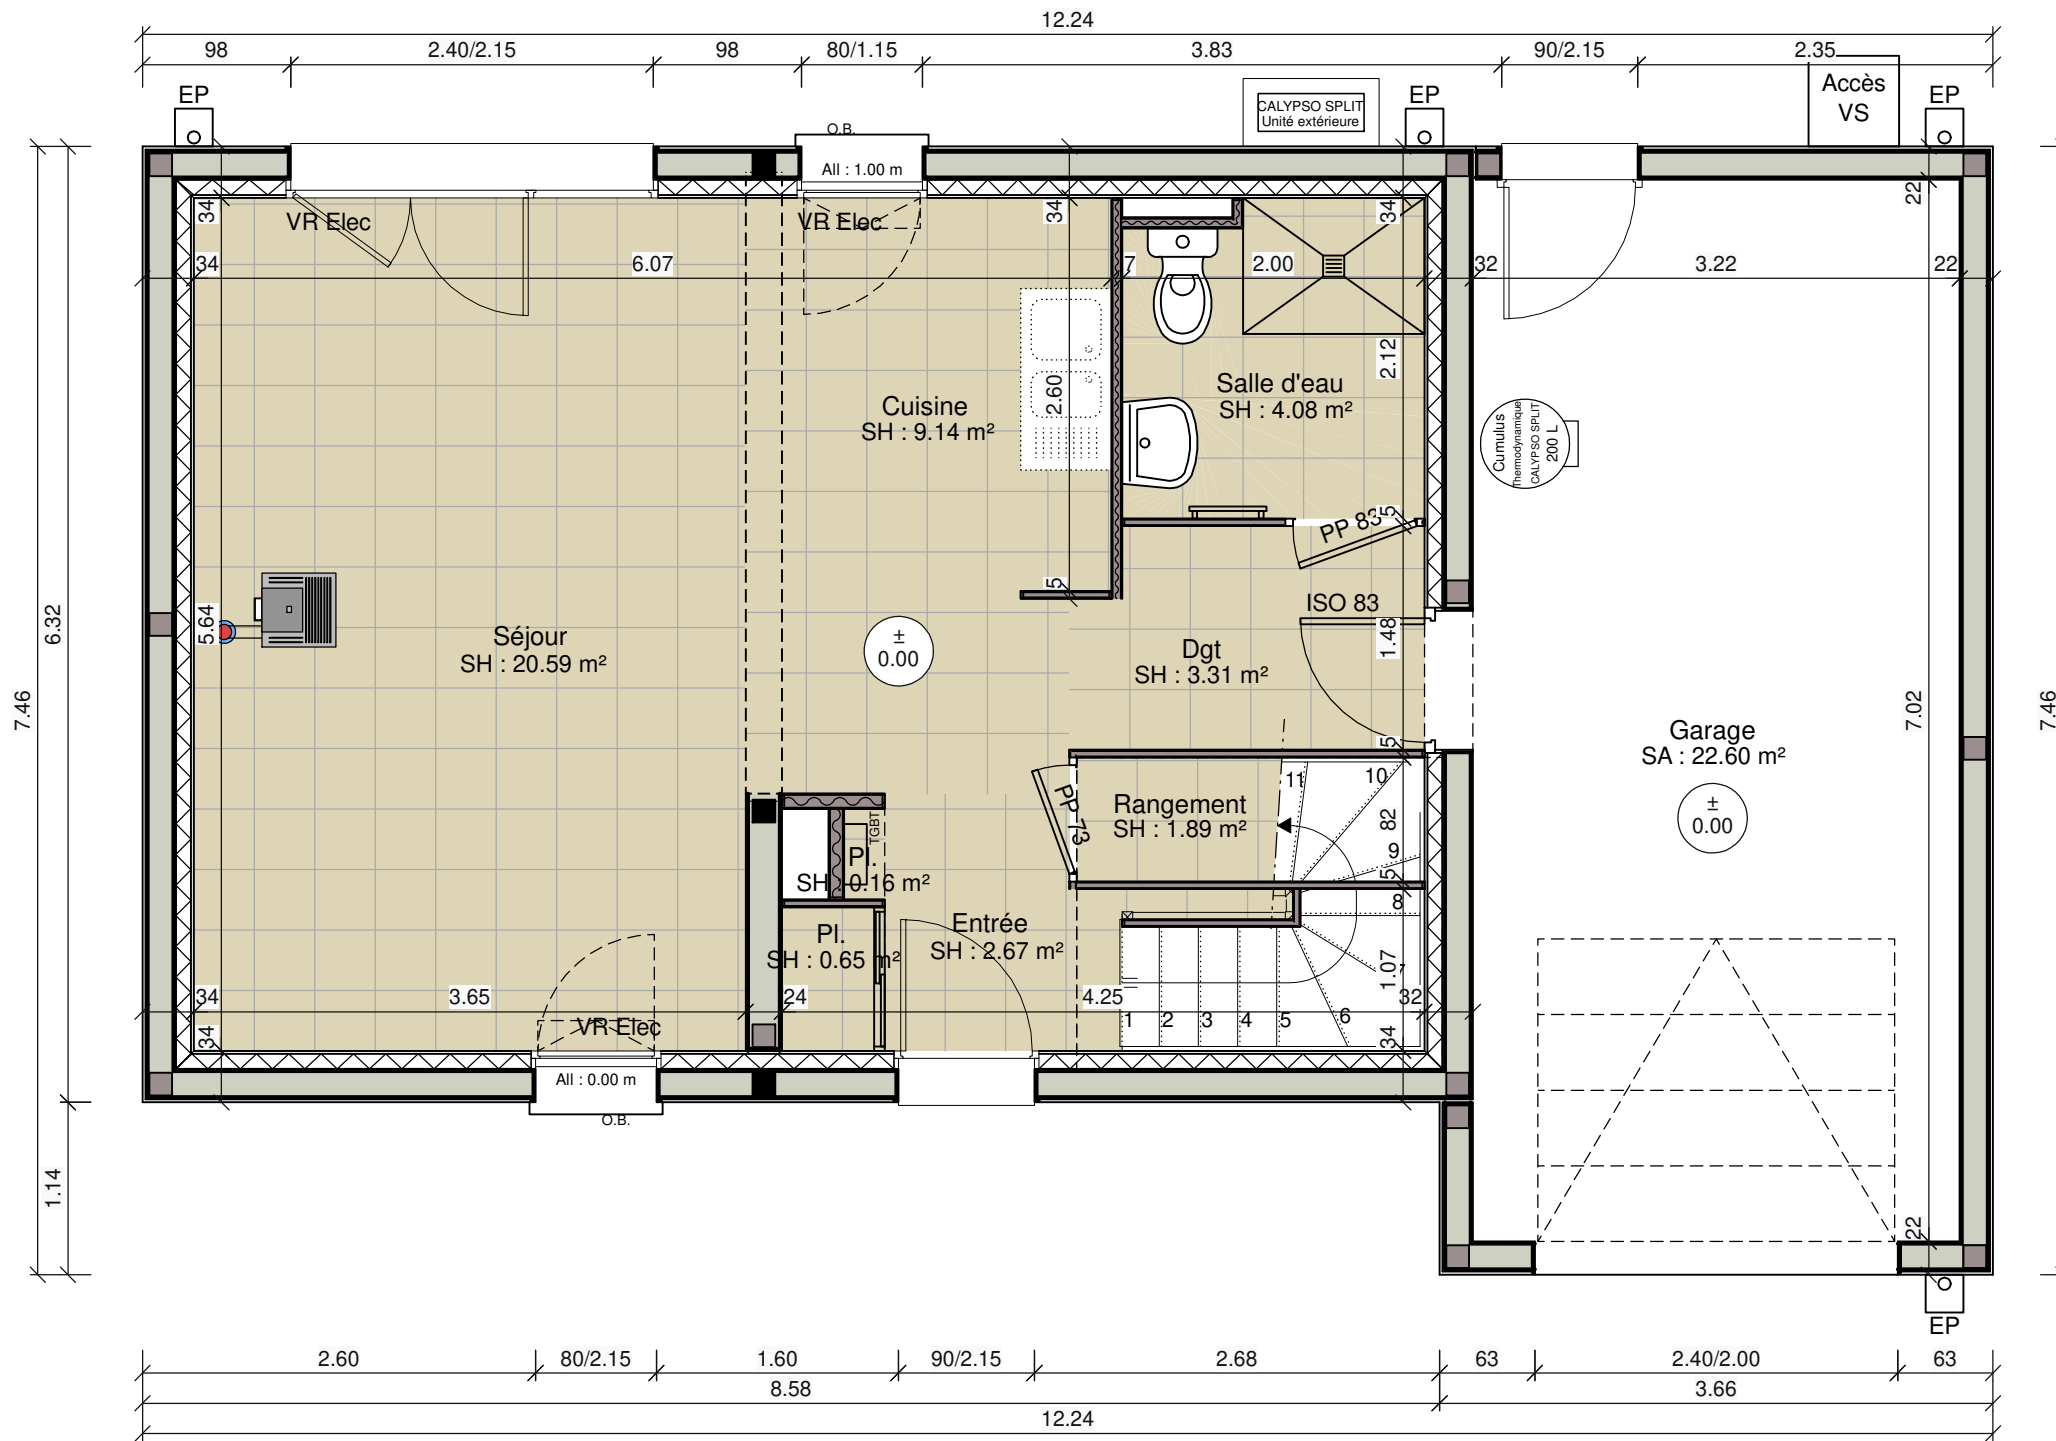 12.24
98
2.40/2.15
98
80/1.15
3.83
90/2.15
2.35
EP
EP
Accès
VS
EP
CALYPSO SPLIT
Unité extérieure
O.B.
All : 1.00 m
VR Elec
VR Elec
34
34
34
22
34
6.07
7
2.00
32
3.22
22
2.12
Salle d'eau
SH : 4.08 m²
Cuisine
SH : 9.14 m²
2.60
Cumulus
Thermodynamique
CALYPSO SPLIT
200 L
5
PP 83
5
ISO 83
7.46
6.32
5.64
Séjour
SH : 20.59 m²
±
0.00
Dgt
SH : 3.31 m²
1.48
7.02
7.46
Garage
SA : 22.60 m²
±
0.00
5
11
10
Rangement
SH : 1.89 m²
PP 73
82
9
5
8
TGBT
Pl.
SH : 0.16 m²
Entrée
SH : 2.67 m²
Pl.
SH : 0.65 m²
1.07
7
34
3.65
24
4.25
32
34
VR Elec
1
2
3
4
5
6
34
All : 0.00 m
O.B.
1.14
22
EP
2.60
80/2.15
1.60
90/2.15
2.68
63
2.40/2.00
63
8.58
3.66
12.24